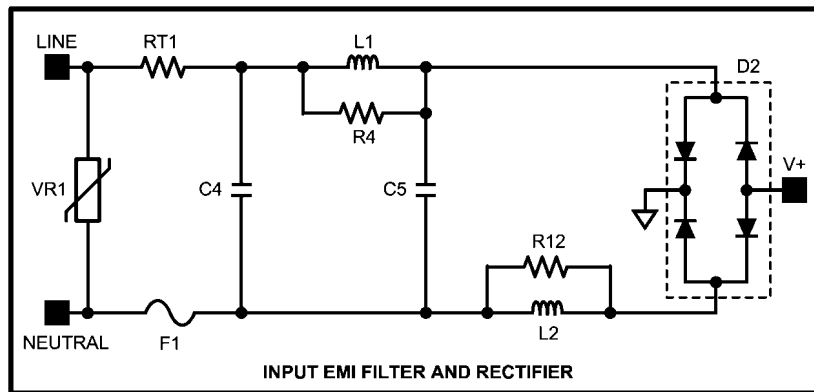 LINE
RT1
L1
D2
R4
V+
VR1
C4
C5
R12
NEUTRAL
F1
L2
INPUT EMI FILTER AND RECTIFIER